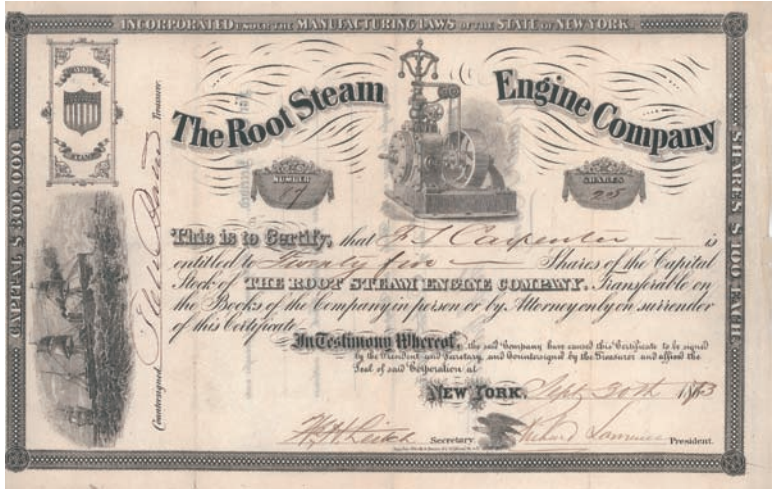 INCORPORATED UNDER THE MANUFACTURING LAWS OF THE STATE OF NEW YORK.
The Root Steam Engine Company
NUMBER
SHARES
25
This is to Certify, that F S Carpenter is
entitled to Twenty five Shares of the Capital
Stock of THE ROOT STEAM ENGINE COMPANY. Transferable on
the Books of the Company in person or by Attorney only on surrender
of this Certificate
In Testimony Whereof, the said Company have caused this Certificate to be signed
by the President and Secretary, and Countersigned by the Treasurer and affixed the
Seal of said Corporation at
NEW YORK, Sept 30th
Secretary
Richard Lawrence President.
Countersigned
Treasurer
CAPITAL $300,000
SHARES $100 EACH
STAMP